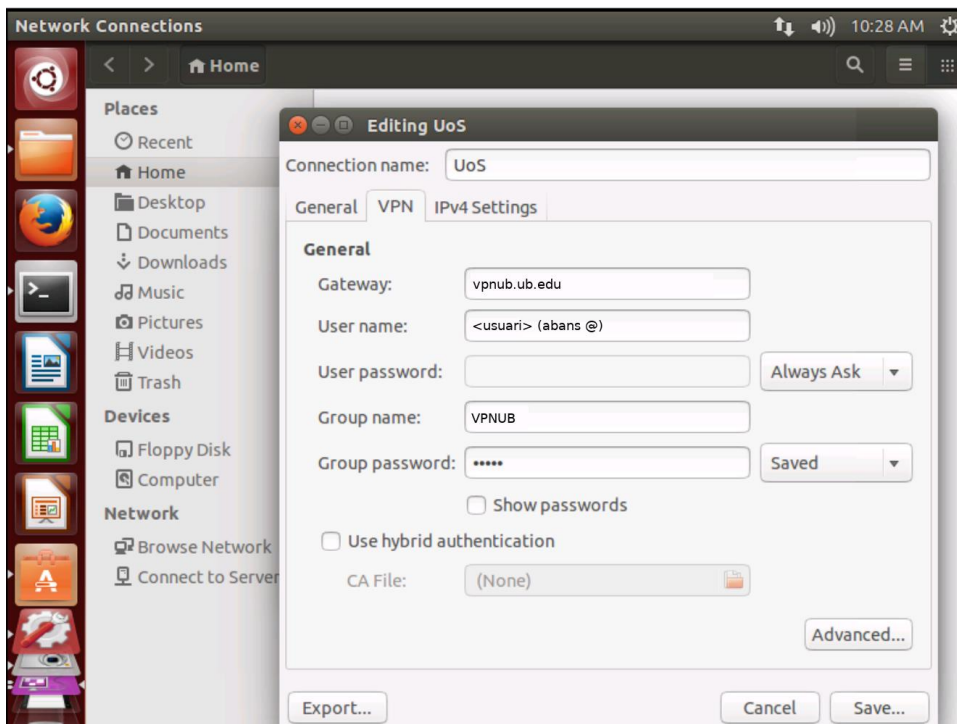 Network Connections
10:28 AM
Home
Places
Recent
Home
Desktop
Documents
Downloads
Music
Pictures
Videos
Trash
Devices
Floppy Disk
Computer
Network
Browse Network
Connect to Server
Editing UoS
Connection name: UoS
General VPN IPv4 Settings
General
Gateway: vpnub.ub.edu
User name: <usuari> (abans @)
User password: Always Ask
Group name: VPNUB
Group password: ••••• Saved
Show passwords
Use hybrid authentication
CA File: (None)
Advanced...
Export... Cancel Save...